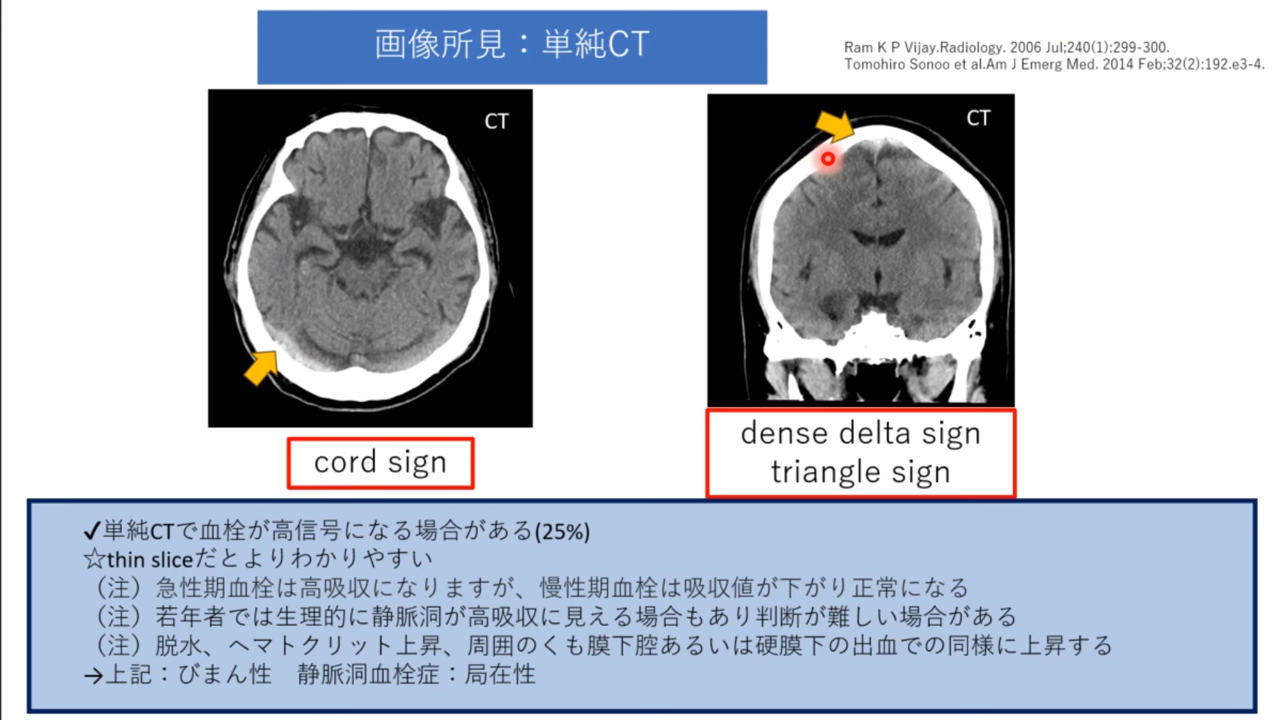 画像所見：単純CT
Ram K P Vijay.Radiology. 2006 Jul;240(1):299-300.
Tomohiro Sonoo et al.Am J Emerg Med. 2014 Feb;32(2):192.e3-4.
CT
CT
cord sign
dense delta sign
triangle sign
✓単純CTで血栓が高信号になる場合がある(25%)
☆thin sliceだとよりわかりやすい
（注）急性期血栓は高吸収になりますが、慢性期血栓は吸収値が下がり正常になる
（注）若年者では生理的に静脈洞が高吸収に見える場合もあり判断が難しい場合がある
（注）脱水、ヘマトクリット上昇、周囲のくも膜下腔あるいは硬膜下の出血での同様に上昇する
→上記：びまん性　静脈洞血栓症：局在性